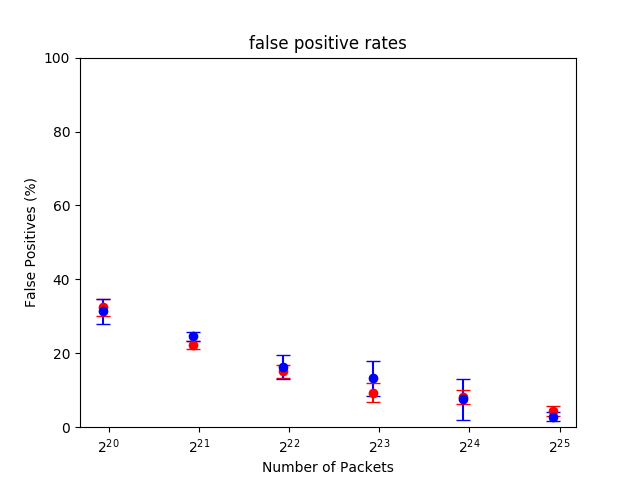 false positive rates
100
80
60
40
20
0
False Positives (%)
2^20 2^21 2^22 2^23 2^24 2^25
Number of Packets